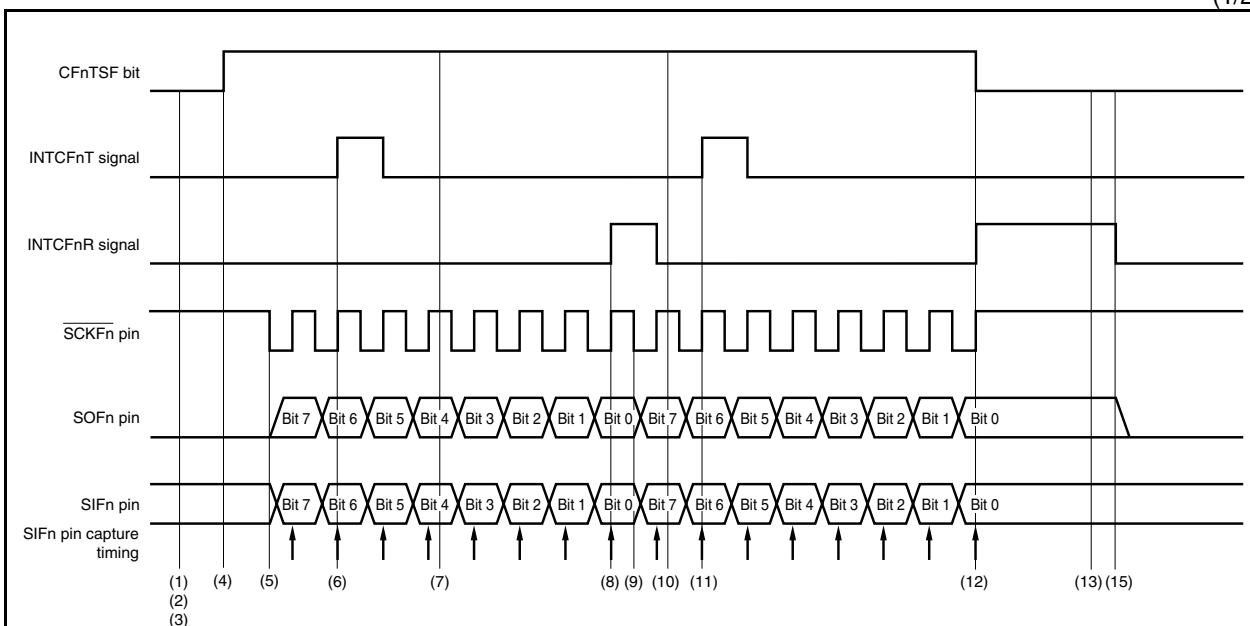 (1/2
CFnTSF bit
INTCFnT signal
INTCFnR signal
SCKFn pin
SOFn pin
Bit 7 Bit 6 Bit 5 Bit 4 Bit 3 Bit 2 Bit 1 Bit 0 Bit 7 Bit 6 Bit 5 Bit 4 Bit 3 Bit 2 Bit 1 Bit 0
SIFn pin
Bit 7 Bit 6 Bit 5 Bit 4 Bit 3 Bit 2 Bit 1 Bit 0 Bit 7 Bit 6 Bit 5 Bit 4 Bit 3 Bit 2 Bit 1 Bit 0
SIFn pin capture
timing
(1) (4) (5) (6) (7) (8) (9) (10) (11) (12) (13) (15)
(2)
(3)